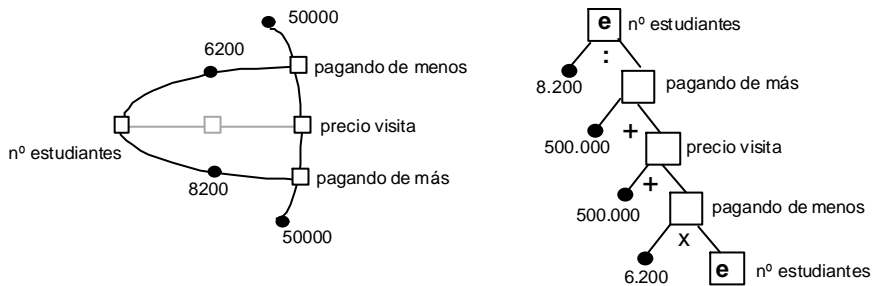 50000
6200
pagando de menos
precio visita
nº estudiantes
8200
pagando de más
50000
e nº estudiantes
:
8.200
pagando de más
500.000 +
precio visita
500.000 +
pagando de menos
x
6.200
e nº estudiantes